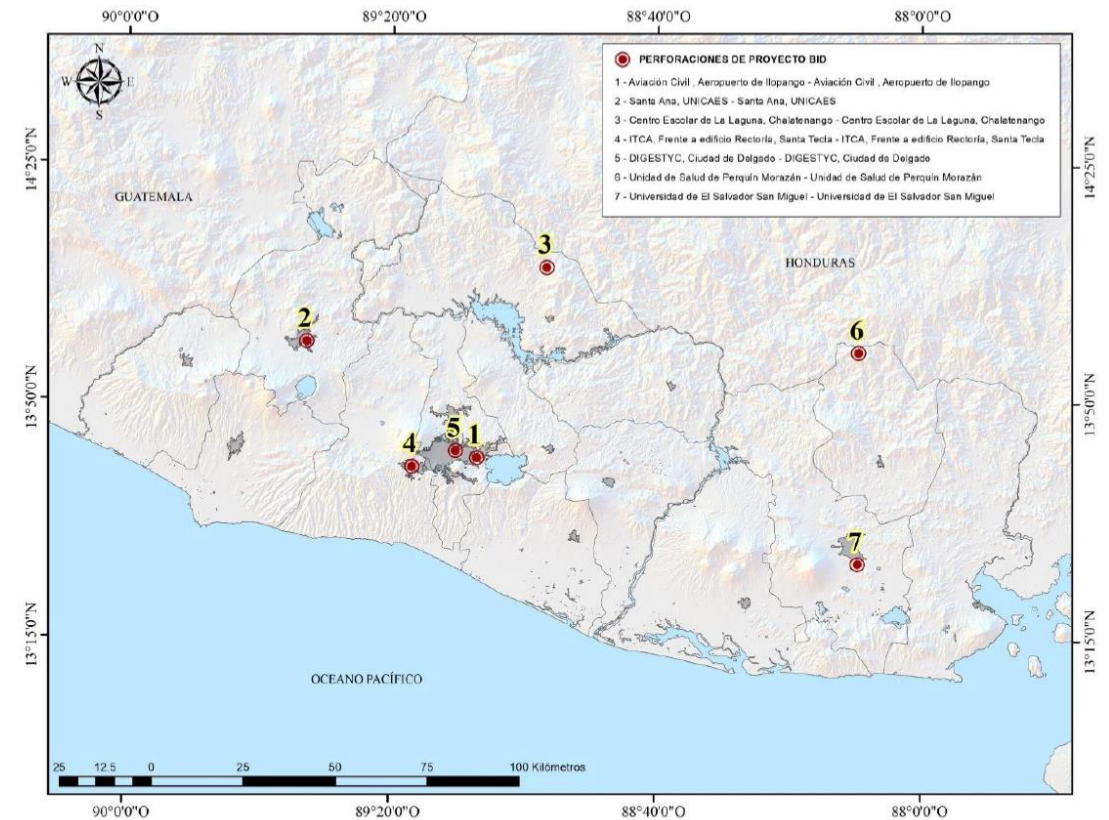 90°0'0"O 89°20'0"O 88°40'0"O 88°0'0"O
N
W E
S
PERFORACIONES DE PROYECTO BID
1 - Aviación Civil , Aeropuerto de Ilopango - Aviación Civil , Aeropuerto de Ilopango
2 - Santa Ana, UNICAES - Santa Ana, UNICAES
3 - Centro Escolar de La Laguna, Chalatenango - Centro Escolar de La Laguna, Chalatenango
4 - ITCA, Frente a edificio Rectoría, Santa Tecla - ITCA, Frente a edificio Rectoría, Santa Tecla
5 - DIGESTYC, Ciudad de Delgado - DIGESTYC, Ciudad de Delgado
6 - Unidad de Salud de Perquín Morazán - Unidad de Salud de Perquín Morazán
7 - Universidad de El Salvador San Miguel - Universidad de El Salvador San Miguel
14°25'0"N
14°25'0"N
GUATEMALA
3
HONDURAS
2
6
13°50'0"N
13°50'0"N
5 1
4
7
13°15'0"N
13°15'0"N
OCEANO PACÍFICO
25 12.5 0 25 50 75 100 Kilómetros
90°0'0"O 89°20'0"O 88°40'0"O 88°0'0"O